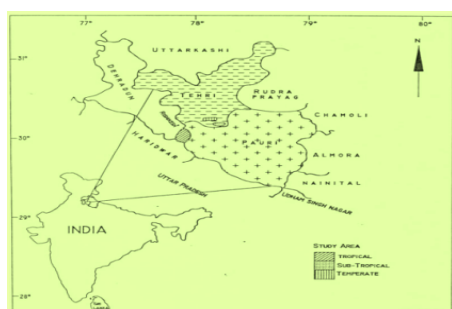 77° 78° 79° 80°
N
UTTARKASHI
31°
DEHRADUN
TEHRI
RUDRA
PRAYAG
CHAMOLI
30°
HARIDWAR
PAURI
ALMORA
NAINITAL
UTTAR PRADESH
UDHAM SINGH NAGAR
29°
INDIA
STUDY AREA
TROPICAL
SUB-TROPICAL
TEMPERATE
28°